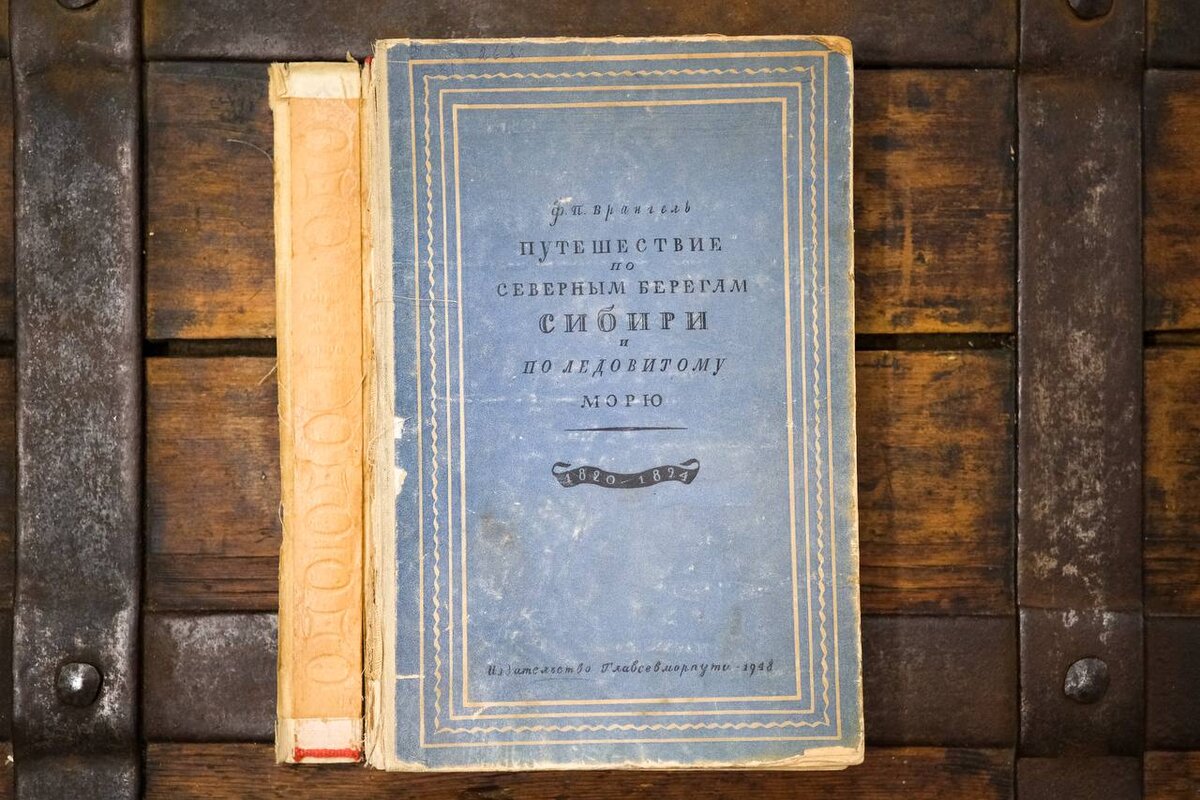 Ф. П. Врангель
ПУТЕШЕСТВИЕ
ПО
СЕВЕРНЫМ БЕРЕГАМ
СИБИРИ
И
ПО ЛЕДОВИТОМУ
МОРЮ
1820—1824
Издательство Главсевморпути - 1948